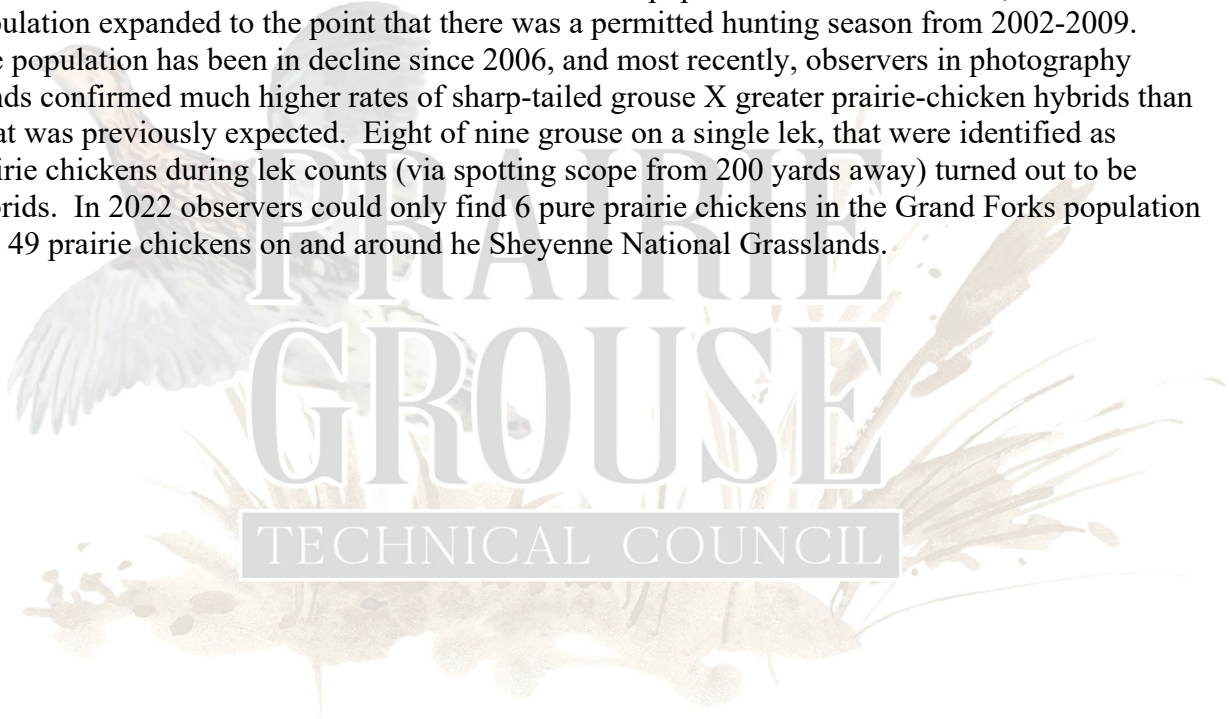 pulation expanded to the point that there was a permitted hunting season from 2002-2009.
e population has been in decline since 2006, and most recently, observers in photography
nds confirmed much higher rates of sharp-tailed grouse X greater prairie-chicken hybrids than
at was previously expected. Eight of nine grouse on a single lek, that were identified as
irie chickens during lek counts (via spotting scope from 200 yards away) turned out to be
brids. In 2022 observers could only find 6 pure prairie chickens in the Grand Forks population
49 prairie chickens on and around he Sheyenne National Grasslands.
PRAIRIE
GROUSE
TECHNICAL COUNCIL